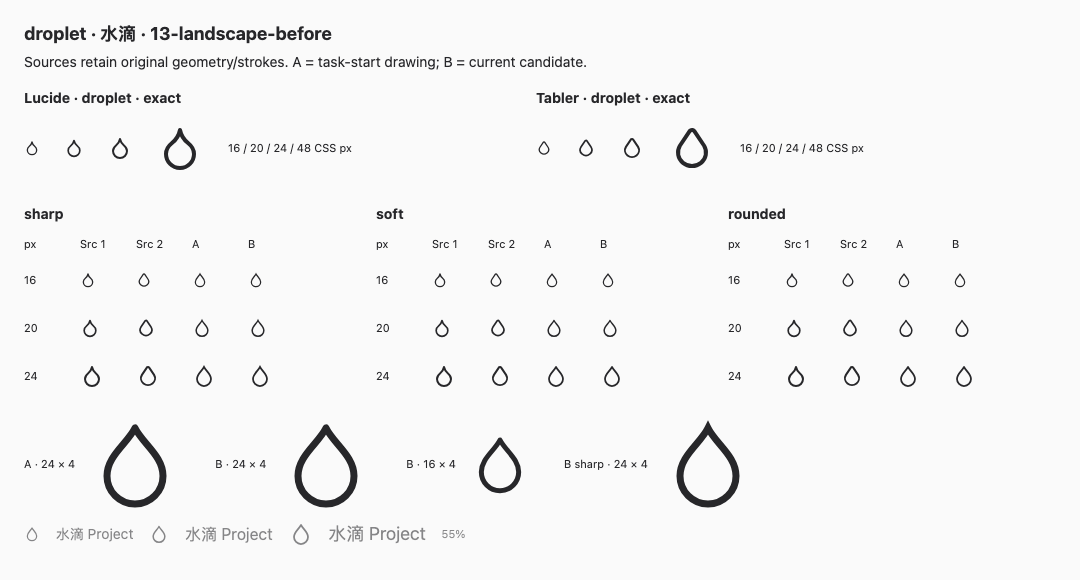 droplet · 水滴 · 13-landscape-before
Sources retain original geometry/strokes. A = task-start drawing; B = current candidate.
Lucide · droplet · exact
Tabler · droplet · exact
16 / 20 / 24 / 48 CSS px
16 / 20 / 24 / 48 CSS px
sharp
soft
rounded
px Src 1 Src 2 A B
px Src 1 Src 2 A B
px Src 1 Src 2 A B
16
16
16
20
20
20
24
24
24
A · 24 × 4
B · 24 × 4
B · 16 × 4
B sharp · 24 × 4
水滴 Project
水滴 Project
水滴 Project
55%